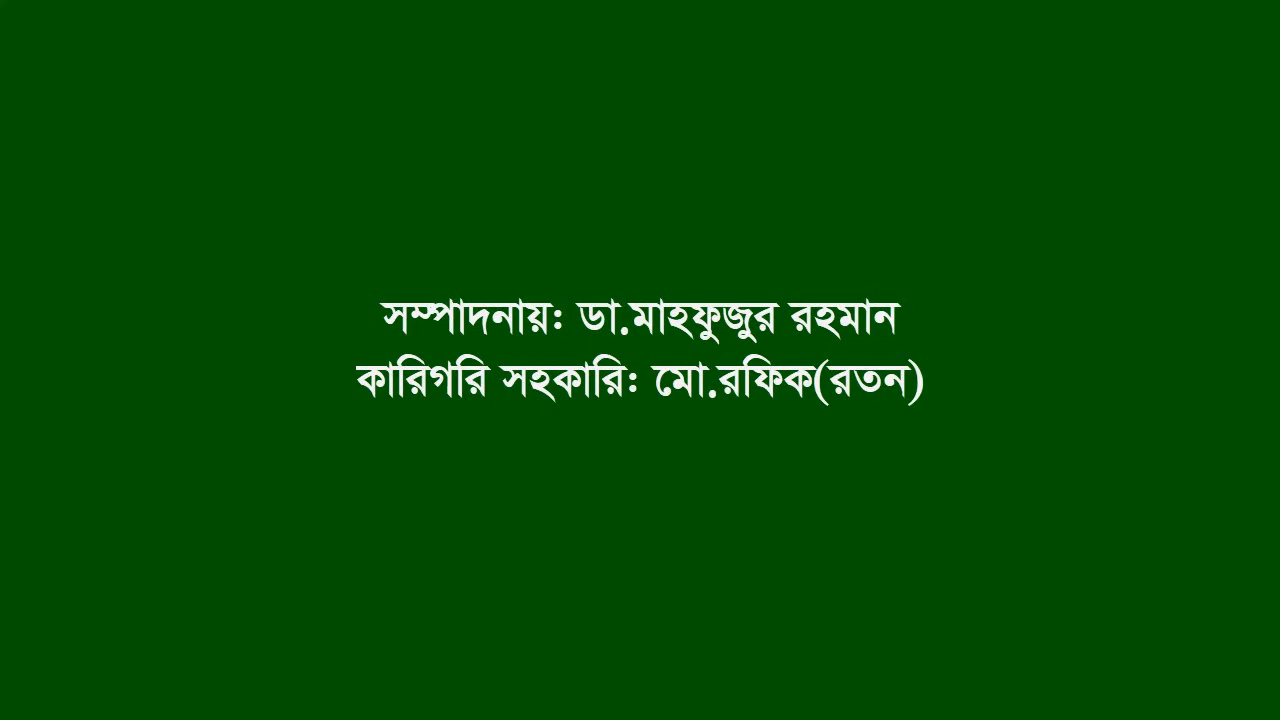 সম্পাদনায়ঃ ডা.মাহফুজুর রহমান
কারিগরি সহকারিঃ মো.রফিক(রতন)